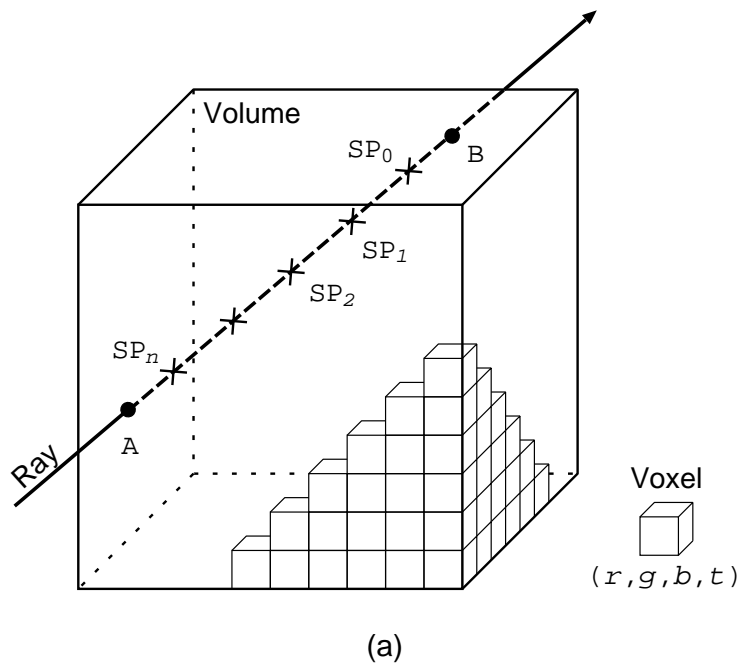 Volume
SP0
B
SP1
SP2
SPn
A
Ray
Voxel
(r,g,b,t)
(a)